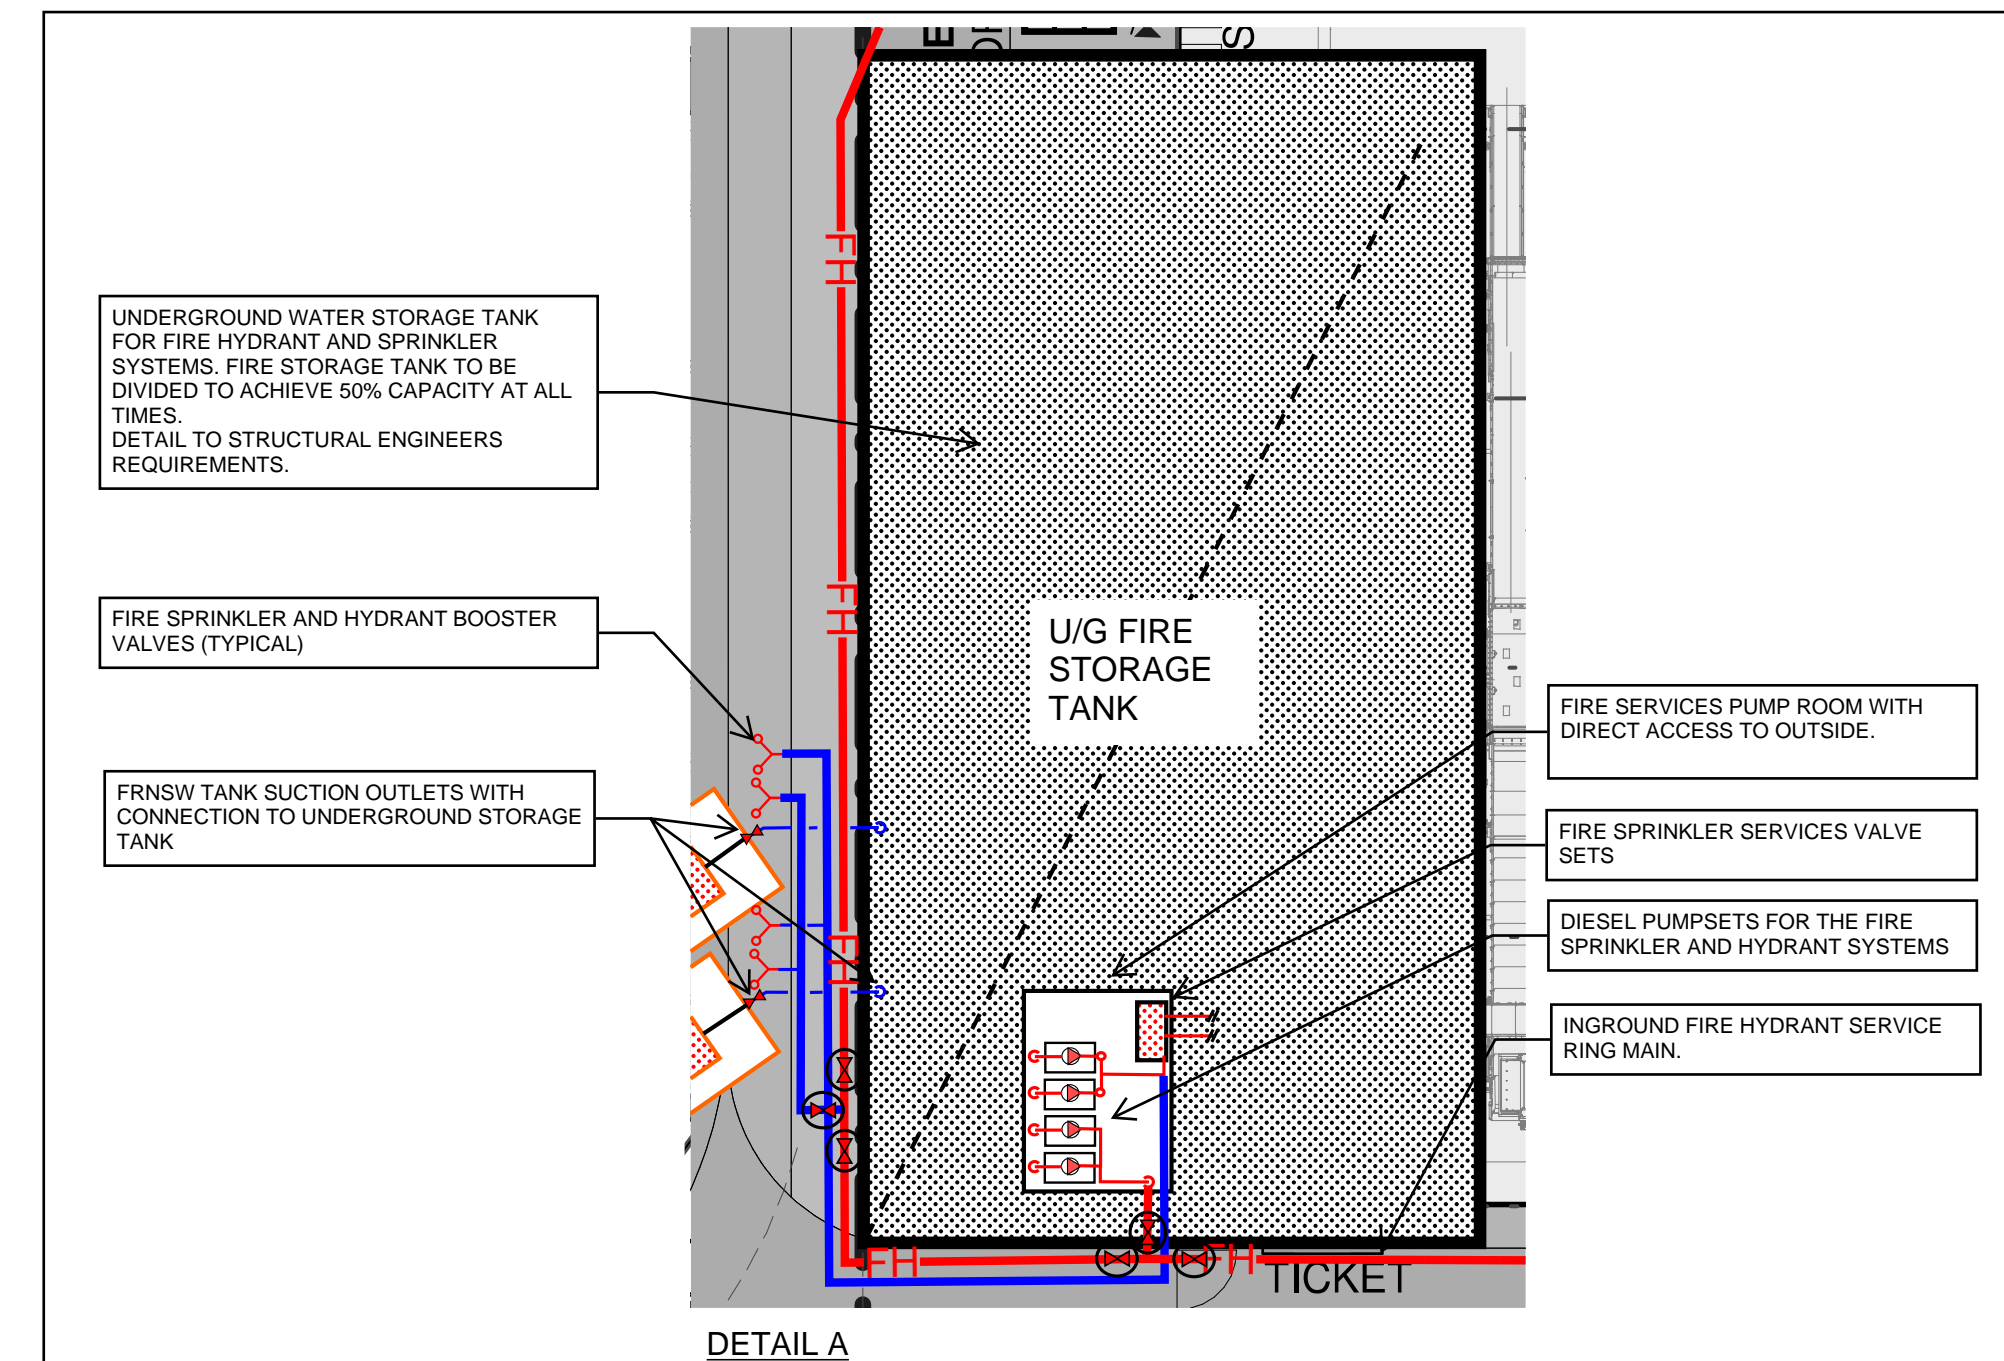 E
S
UNDERGROUND WATER STORAGE TANK
FOR FIRE HYDRANT AND SPRINKLER
SYSTEMS. FIRE STORAGE TANK TO BE
DIVIDED TO ACHIEVE 50% CAPACITY AT ALL
TIMES.
DETAIL TO STRUCTURAL ENGINEERS
REQUIREMENTS.
FH
FH
FIRE SPRINKLER AND HYDRANT BOOSTER
VALVES (TYPICAL)
U/G FIRE
STORAGE
TANK
FRNSW TANK SUCTION OUTLETS WITH
CONNECTION TO UNDERGROUND STORAGE
TANK
FH
FIRE SERVICES PUMP ROOM WITH
DIRECT ACCESS TO OUTSIDE.
FIRE SPRINKLER SERVICES VALVE
SETS
DIESEL PUMPSETS FOR THE FIRE
SPRINKLER AND HYDRANT SYSTEMS
INGROUND FIRE HYDRANT SERVICE
RING MAIN.
FH
FH
TICKET
DETAIL A